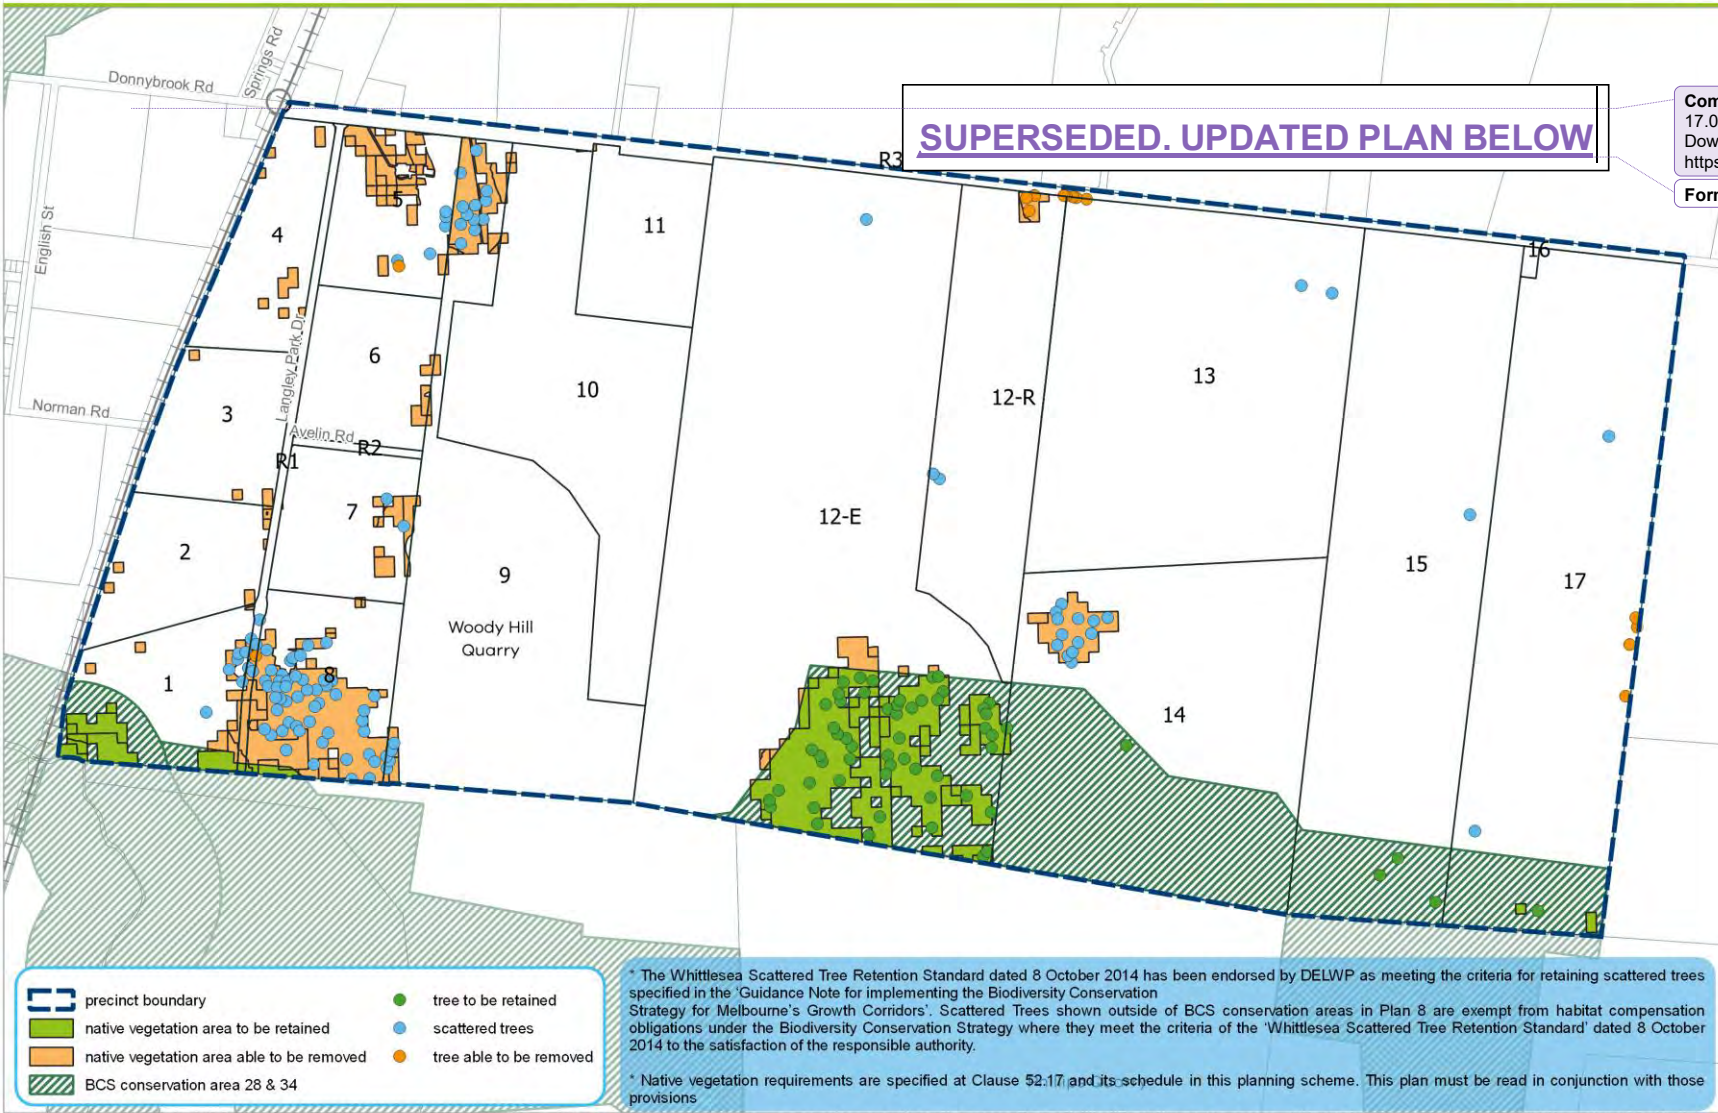 Donnybrook Rd
Springs Rd
SUPERSEDED. UPDATED PLAN BELOW
Com
17.0
Dow
https
Form
R3
English St
Norman Rd
Langley Park Dr
Avelin Rd
R1
R2
4
5
11
16
6
10
13
12-R
3
7
2
9
Woody Hill
Quarry
12-E
15
17
8
1
14
precinct boundary
native vegetation area to be retained
native vegetation area able to be removed
BCS conservation area 28 & 34
tree to be retained
scattered trees
tree able to be removed
* The Whittlesea Scattered Tree Retention Standard dated 8 October 2014 has been endorsed by DELWP as meeting the criteria for retaining scattered trees
specified in the 'Guidance Note for implementing the Biodiversity Conservation
Strategy for Melbourne's Growth Corridors'. Scattered Trees shown outside of BCS conservation areas in Plan 8 are exempt from habitat compensation
obligations under the Biodiversity Conservation Strategy where they meet the criteria of the 'Whittlesea Scattered Tree Retention Standard' dated 8 October
2014 to the satisfaction of the responsible authority.
* Native vegetation requirements are specified at Clause 52.17 and its schedule in this planning scheme. This plan must be read in conjunction with those
provisions